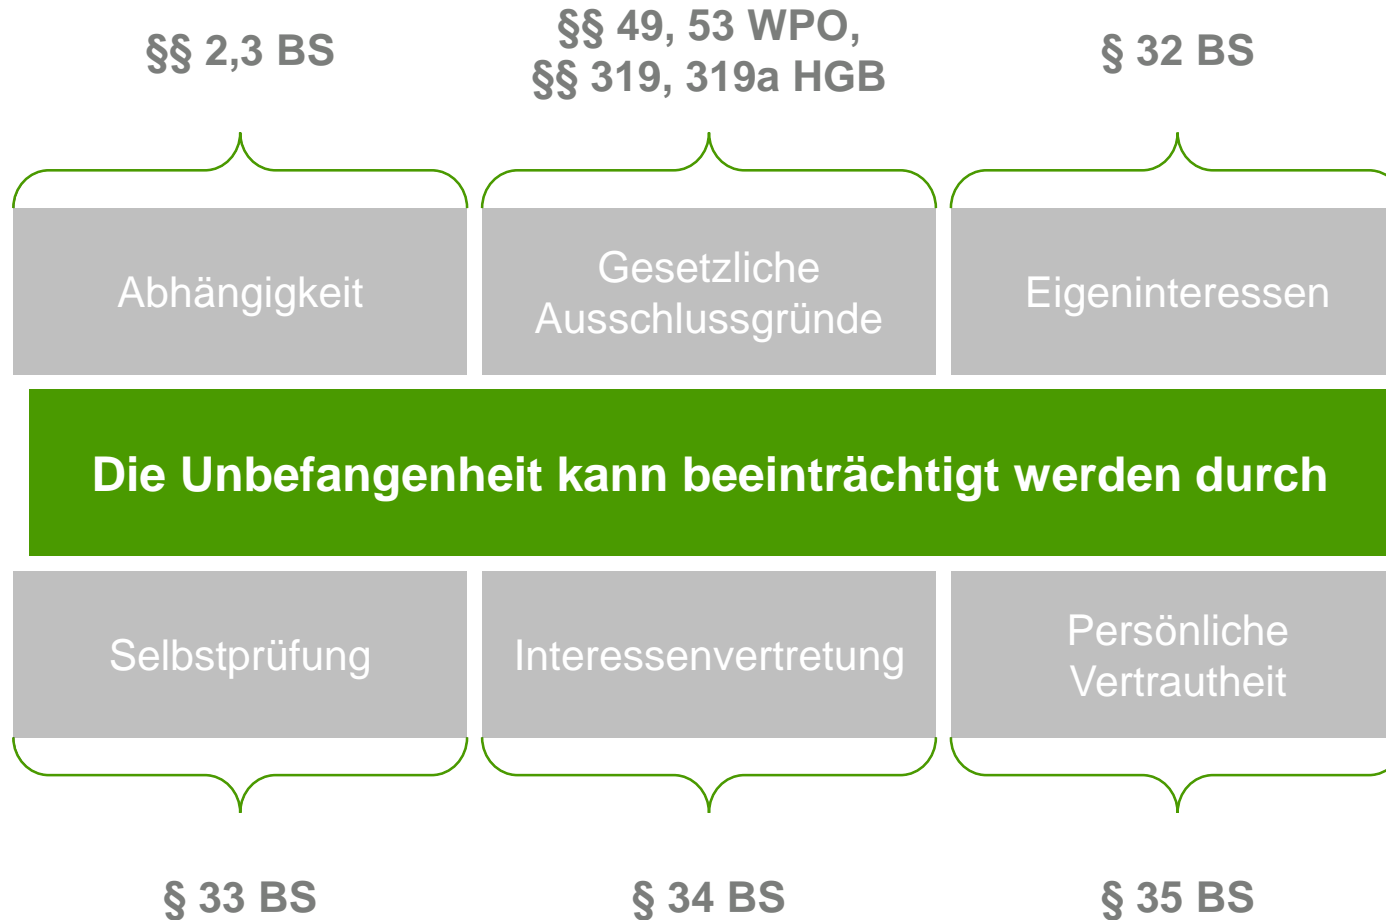 §§ 2,3 BS
§§ 49, 53 WPO,
§§ 319, 319a HGB
§ 32 BS
Abhängigkeit
Gesetzliche
Ausschlussgründe
Eigeninteressen
Die Unbefangenheit kann beeinträchtigt werden durch
Selbstprüfung
Interessenvertretung
Persönliche
Vertrautheit
§ 33 BS
§ 34 BS
§ 35 BS